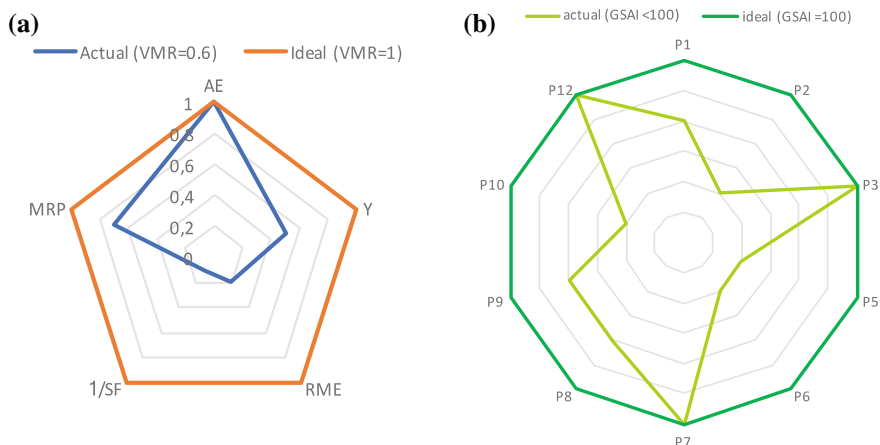 (a)
Actual (VMR=0.6) Ideal (VMR=1)
AE
1
0,8
0,6
0,4
0,2
0
MRP
Y
1/SF
RME
(b)
actual (GSAI <100) ideal (GSAI =100)
P1
P12
P2
P10
P3
P9
P5
P8
P6
P7